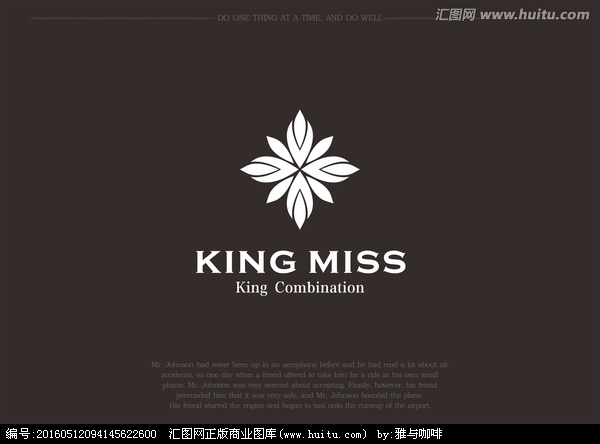 DO ONE THING AT A TIME, AND DO WELL
汇图网 www.huitu.com
KING MISS
King Combination
Mr. Johnson had never been up in an aerophane before and he had read a lot about air
accidents, so one day when a friend offered to take him for a ride in his own small
phane, Mr. Johnson was very worried about accepting. Finally, however, his friend
persuaded him that it was very safe, and Mr. Johnson boarded the plane.
His friend started the engine and began to taxi onto the runway of the airport.
编号:20160512094145622600 汇图网正版商业图库(www.huitu.com) by:雅与咖啡